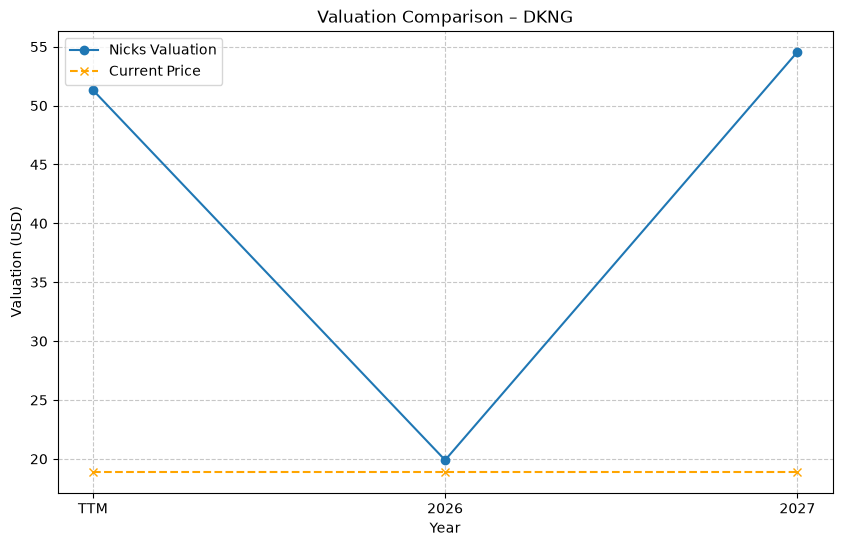 Valuation Comparison – DKNG
Nicks Valuation
Current Price
Valuation (USD)
55
50
45
40
35
30
25
20
TTM
2026
2027
Year